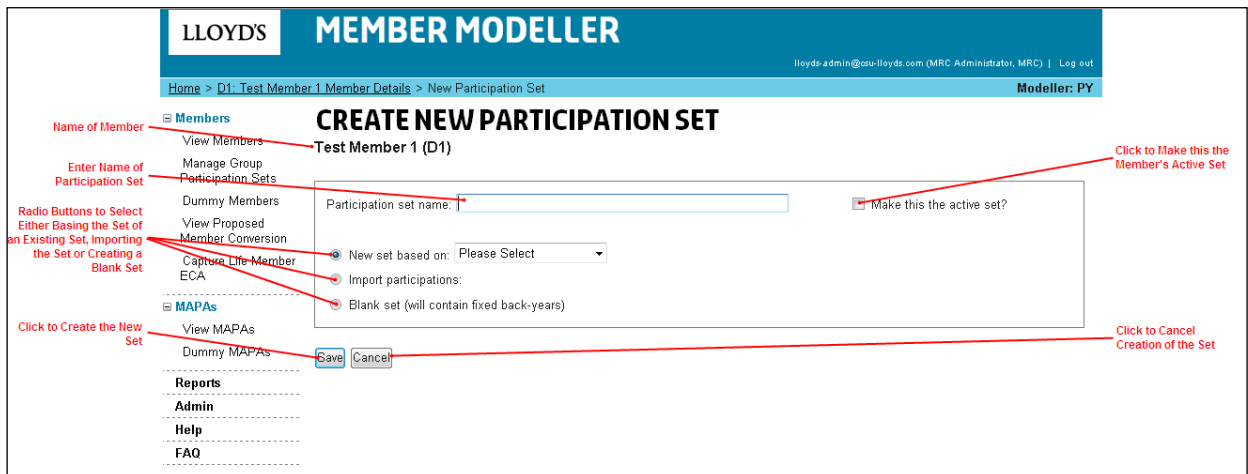 LLOYD'S
MEMBER MODELLER
lloyds-admin@csu-lloyds.com (MRC Administrator, MRC) | Log out
Home > D1: Test Member 1 Member Details > New Participation Set
Modeller: PY
Members
View Members
Manage Group
Participation Sets
Dummy Members
View Proposed
Member Conversion
Capture Life Member
ECA
MAPAs
View MAPAs
Dummy MAPAs
Reports
Admin
Help
FAQ
CREATE NEW PARTICIPATION SET
Test Member 1 (D1)
Participation set name:
Make this the active set?
New set based on: Please Select
Import participations:
Blank set (will contain fixed back-years)
Save Cancel
Name of Member
Enter Name of
Participation Set
Radio Buttons to Select
Either Basing the Set of
an Existing Set, Importing
the Set or Creating a
Blank Set
Click to Create the New
Set
Click to Make this the
Member's Active Set
Click to Cancel
Creation of the Set